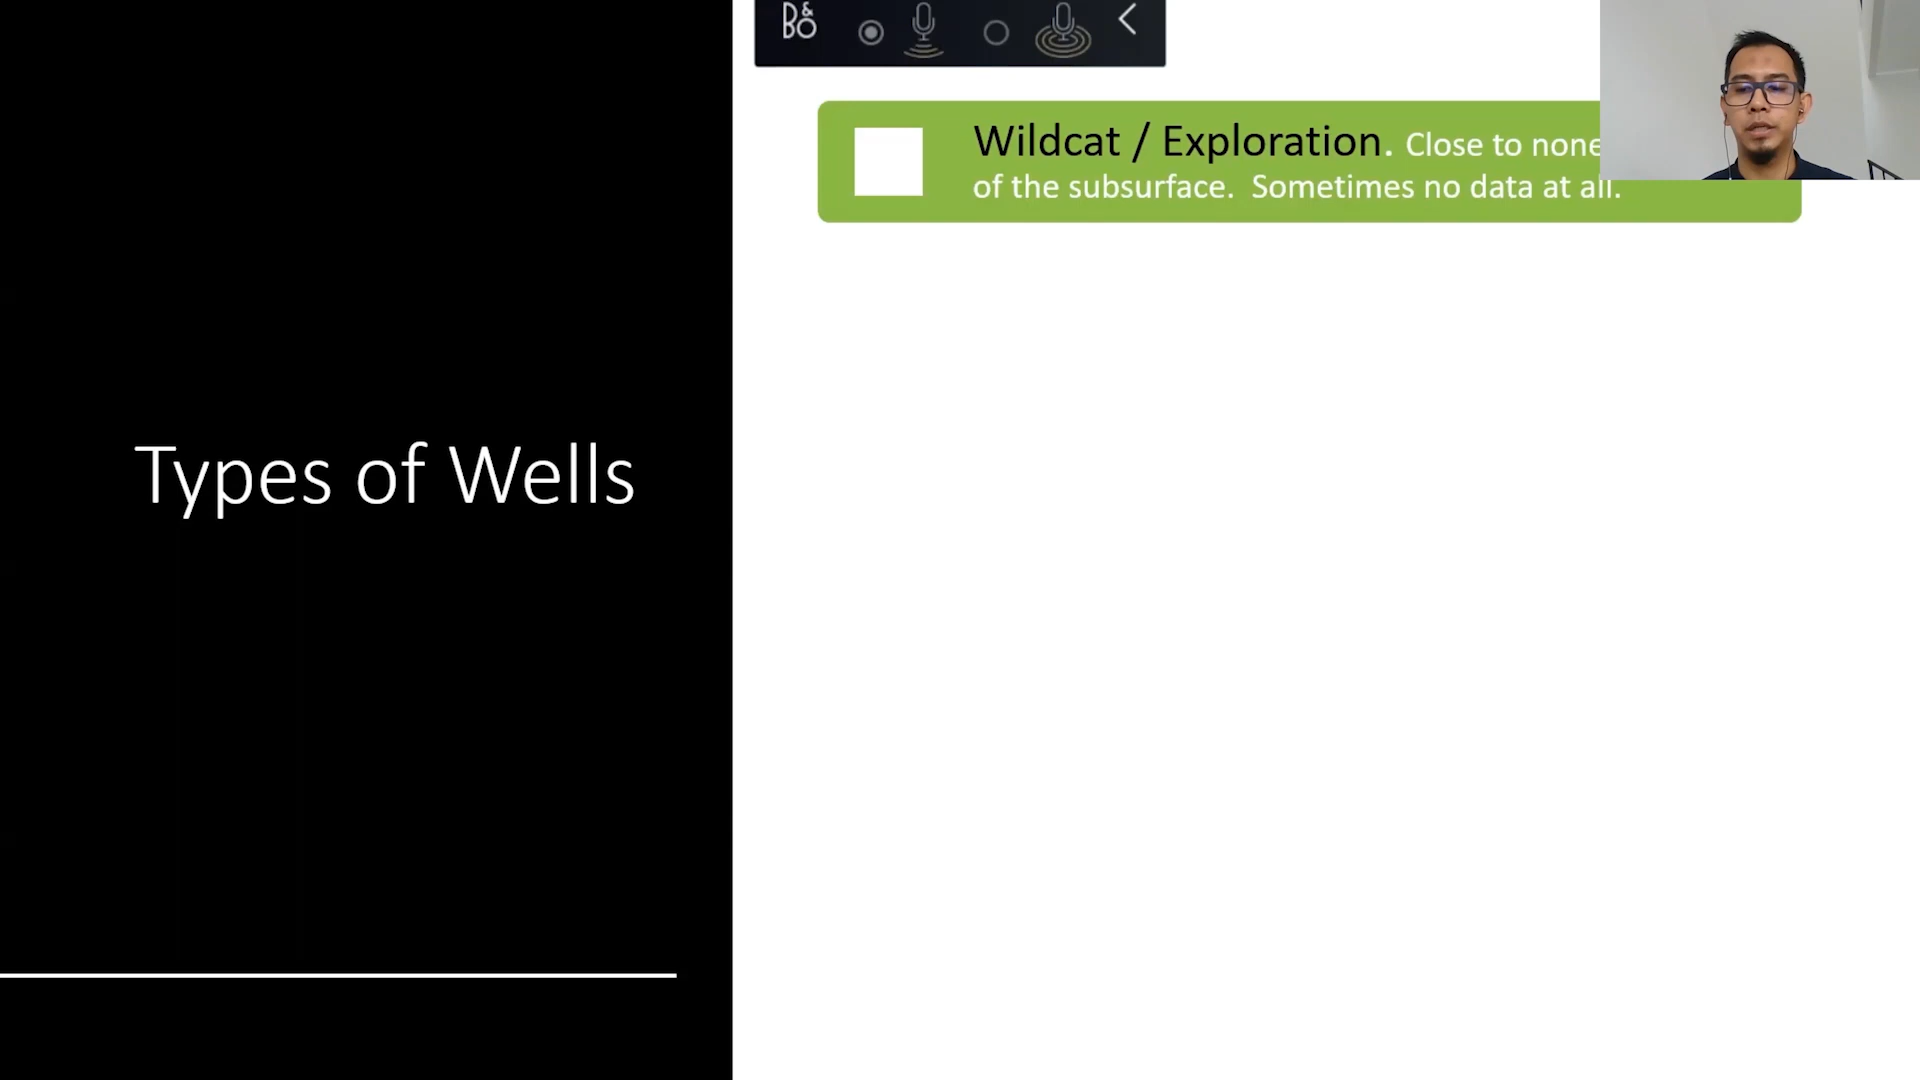 B&O
Wildcat / Exploration. Close to none
of the subsurface.  Sometimes no data at all.
Types of Wells